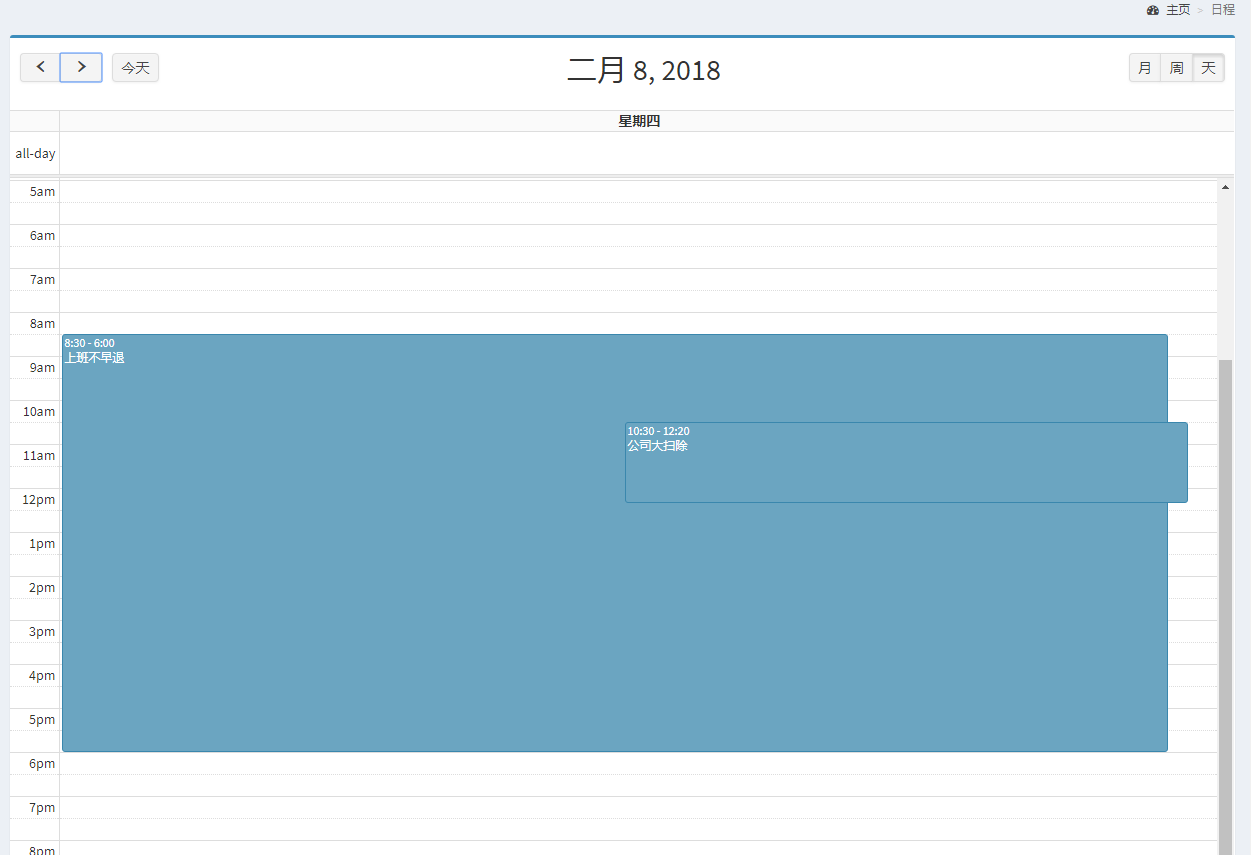 主页 > 日程
今天
二月 8, 2018
月 周 天
星期四
all-day
5am
6am
7am
8am
8:30 - 6:00
上班不早退
9am
10am
10:30 - 12:20
公司大扫除
11am
12pm
1pm
2pm
3pm
4pm
5pm
6pm
7pm
8pm